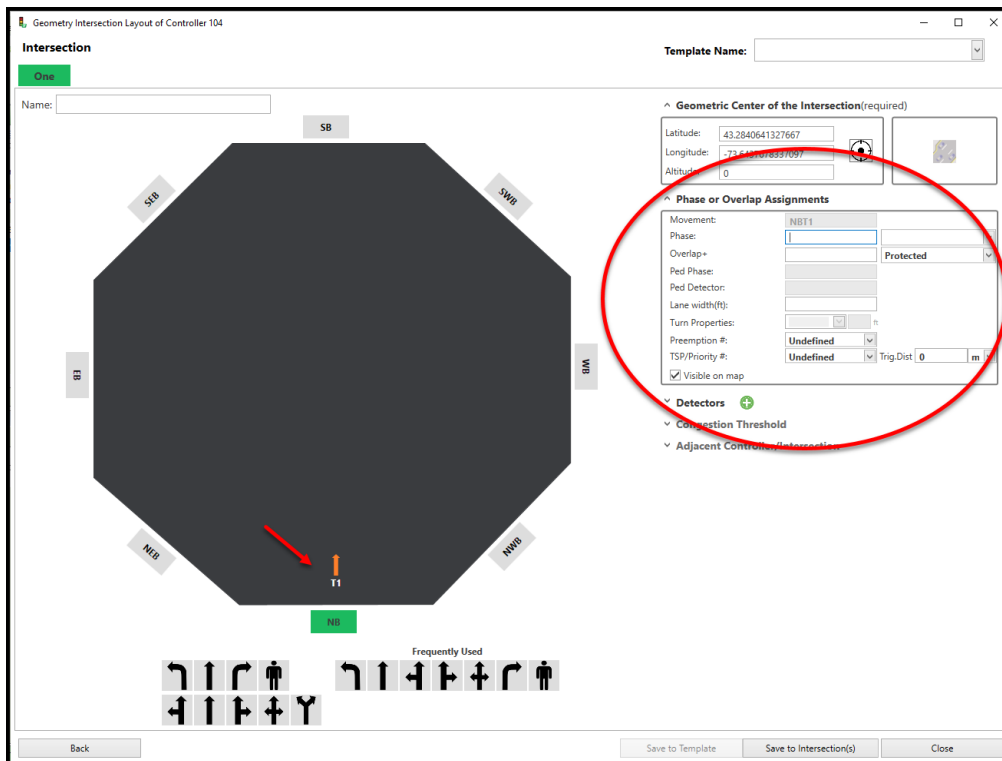 Geometry Intersection Layout of Controller 104
Intersection
Template Name:
One
Name:
Geometric Center of the Intersection(required)
Latitude: 43.2840641327667
Longitude:
Altitude: 0
SB
SEB
SWB
EB
WB
NEB
NWB
T1
NB
Phase or Overlap Assignments
Movement: NBT1
Phase:
Overlap+ Protected
Ped Phase:
Ped Detector:
Lane width(ft):
Turn Properties: ft
Preemption #: Undefined
TSP/Priority #: Undefined Trig.Dist 0 m
Visible on map
Detectors
Congestion Threshold
Adjacent Controller/Intersection
Frequently Used
Back
Save to Template
Save to Intersection(s)
Close